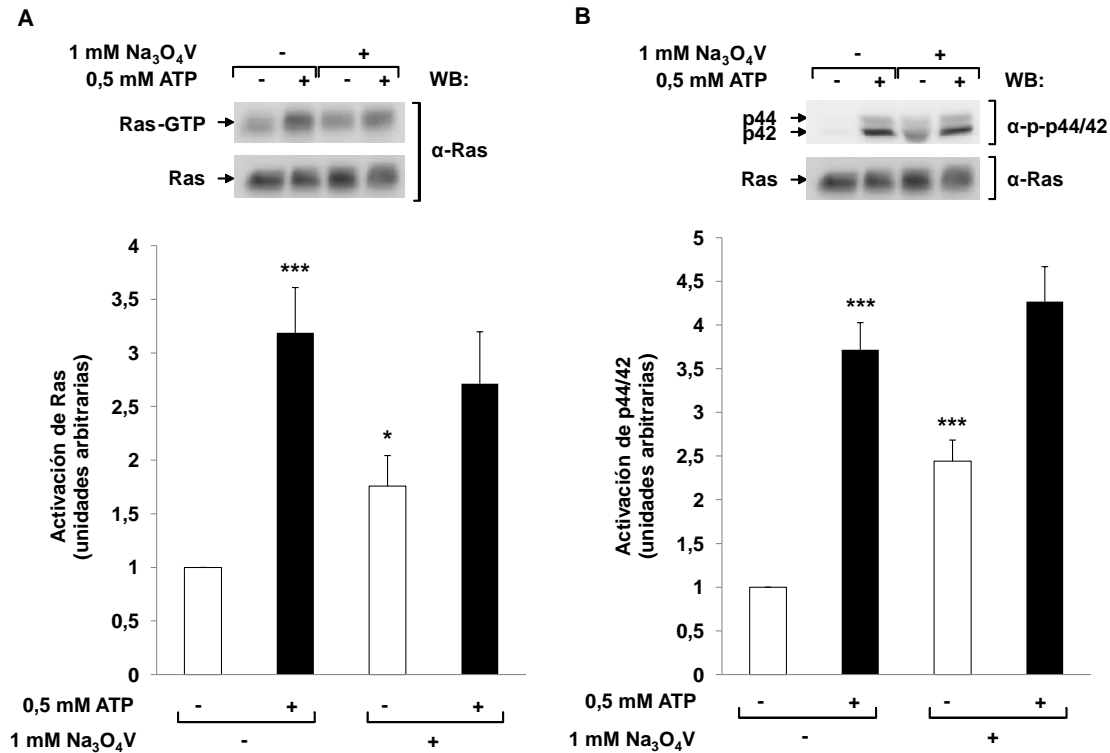 A
1 mM Na₃O₄V - +
0,5 mM ATP - + - + WB:
Ras-GTP
Ras
α-Ras
4
3,5
3
2,5
2
1,5
1
0,5
0
Activación de Ras
(unidades arbitrarias)
***
*
0,5 mM ATP - + - +
1 mM Na₃O₄V - +
B
1 mM Na₃O₄V - +
0,5 mM ATP - + - + WB:
p44
p42
α-p-p44/42
Ras
α-Ras
5
4,5
4
3,5
3
2,5
2
1,5
1
0,5
0
Activación de p44/42
(unidades arbitrarias)
***
***
0,5 mM ATP - + - +
1 mM Na₃O₄V - +